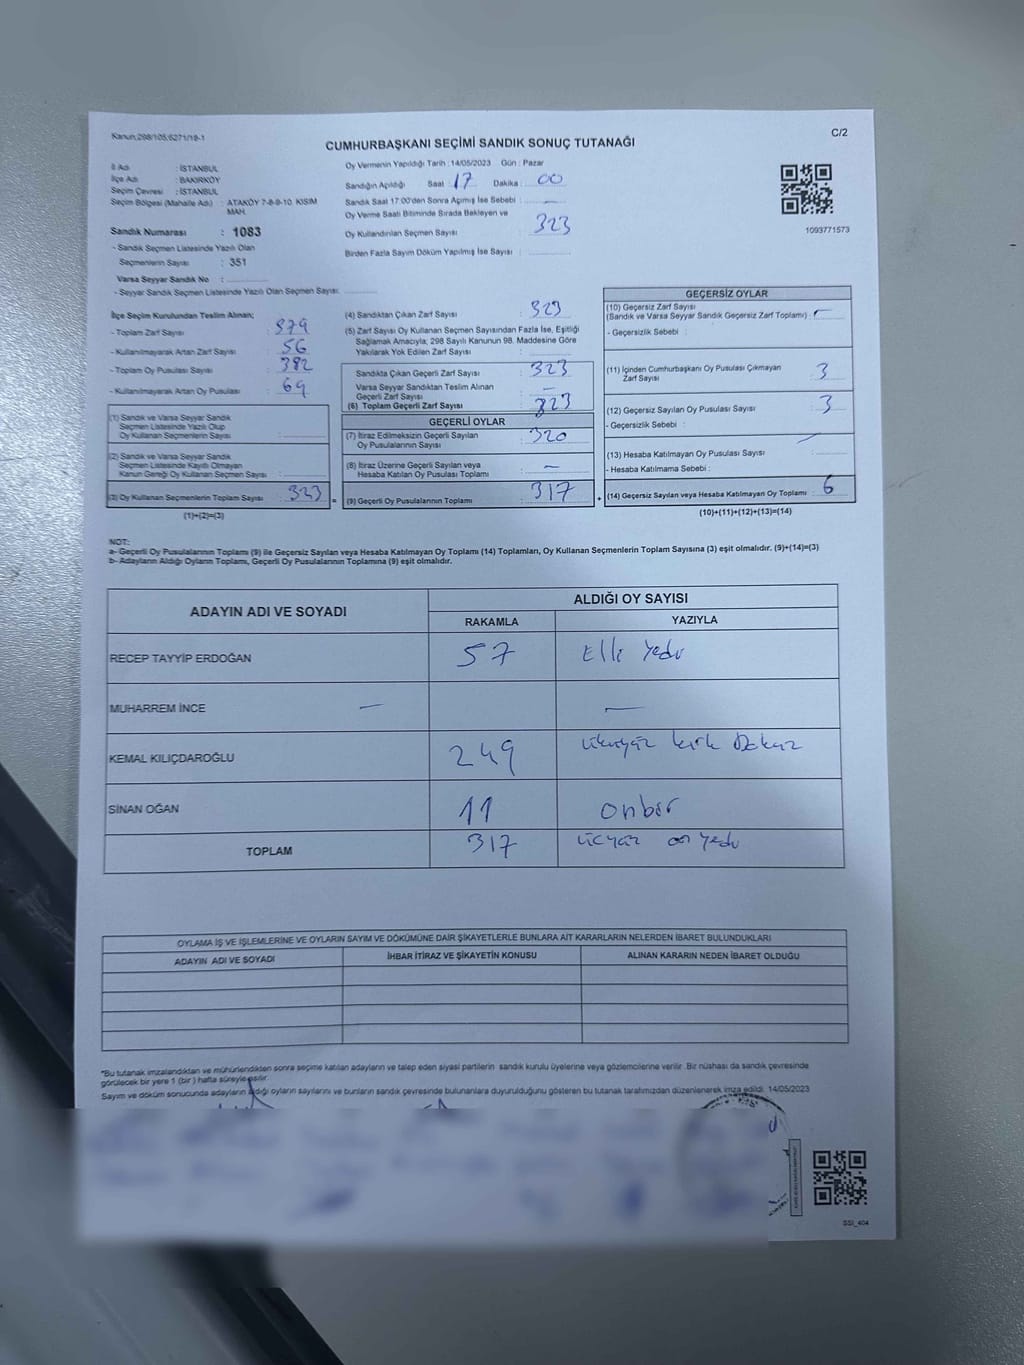 Kanun:298/105,6271/19-1
C/2
CUMHURBAŞKANI SEÇİMİ SANDIK SONUÇ TUTANAĞI
İl Adı : İSTANBUL
İlçe Adı : BAKIRKÖY
Seçim Çevresi : İSTANBUL
Seçim Bölgesi (Mahalle Adı) : ATAKÖY 7-8-9-10. KISIM MAH.
Sandık Numarası : 1083
- Sandık Seçmen Listesinde Yazılı Olan
Seçmenlerin Sayısı : 351
Varsa Seyyar Sandık No :
- Seyyar Sandık Seçmen Listesinde Yazılı Olan Seçmen Sayısı:
Oy Vermenin Yapıldığı Tarih : 14/05/2023 Gün : Pazar
Sandığın Açıldığı Saat : 17 Dakika : 00
Sandık Saat 17:00'den Sonra Açımış İse Sebebi :
Oy Verme Saati Bitiminde Sırada Bekleyen ve
Oy Kullandırılan Seçmen Sayısı : 323
Birden Fazla Sayım Döküm Yapılmış İse Sayısı :
1093771573
İlçe Seçim Kurulundan Teslim Alınan;
- Toplam Zarf Sayısı : 379
- Kullanılmayarak Artan Zarf Sayısı : 56
- Toplam Oy Pusulası Sayısı : 382
- Kullanılmayarak Artan Oy Pusulası : 69
(1) Sandık ve Varsa Seyyar Sandık
Seçmen Listesinde Yazılı Olup
Oy Kullanan Seçmenlerin Sayısı :
(2) Sandık ve Varsa Seyyar Sandık
Seçmen Listesinde Kayıtlı Olmayan
Kanun Gereği Oy Kullanan Seçmen Sayısı :
(3) Oy Kullanan Seçmenlerin Toplam Sayısı : 323
(1)+(2)=(3)
(4) Sandıktan Çıkan Zarf Sayısı : 323
(5) Zarf Sayısı Oy Kullanan Seçmen Sayısından Fazla İse, Eşitliği
Sağlamak Amacıyla; 298 Sayılı Kanunun 98. Maddesine Göre
Yakılarak Yok Edilen Zarf Sayısı :
Sandıkta Çıkan Geçerli Zarf Sayısı : 323
Varsa Seyyar Sandıktan Teslim Alınan
Geçerli Zarf Sayısı : —
(6) Toplam Geçerli Zarf Sayısı : 323
GEÇERLİ OYLAR
(7) İtiraz Edilmeksizin Geçerli Sayılan
Oy Pusulalarının Sayısı : 320
(8) İtiraz Üzerine Geçerli Sayılan veya
Hesaba Katılan Oy Pusulası Toplamı : —
(9) Geçerli Oy Pusulalarının Toplamı : 317
GEÇERSİZ OYLAR
(10) Geçersiz Zarf Sayısı
(Sandık ve Varsa Seyyar Sandık Geçersiz Zarf Toplamı) : —
- Geçersizlik Sebebi :
(11) İçinden Cumhurbaşkanı Oy Pusulası Çıkmayan
Zarf Sayısı : 3
(12) Geçersiz Sayılan Oy Pusulası Sayısı : 3
- Geçersizlik Sebebi :
(13) Hesaba Katılmayan Oy Pusulası Sayısı :
- Hesaba Katılmama Sebebi :
(14) Geçersiz Sayılan veya Hesaba Katılmayan Oy Toplamı : 6
(10)+(11)+(12)+(13)=(14)
NOT:
a- Geçerli Oy Pusulalarının Toplamı (9) ile Geçersiz Sayılan veya Hesaba Katılmayan Oy Toplamı (14) Toplamları, Oy Kullanan Seçmenlerin Toplam Sayısına (3) eşit olmalıdır. (9)+(14)=(3)
b- Adayların Aldığı Oyların Toplamı, Geçerli Oy Pusulalarının Toplamına (9) eşit olmalıdır.
ADAYIN ADI VE SOYADI ALDIĞI OY SAYISI
RAKAMLA YAZIYLA
RECEP TAYYİP ERDOĞAN 57 Elli Yedi
MUHARREM İNCE — —
KEMAL KILIÇDAROĞLU 249 ikiyüz kırk Dokuz
SİNAN OĞAN 11 onbir
TOPLAM 317 üçyüz on yedi
OYLAMA İŞ VE İŞLEMLERİNE VE OYLARIN SAYIM VE DÖKÜMÜNE DAİR ŞİKAYETLERLE BUNLARA AİT KARARLARIN NELERDEN İBARET BULUNDUKLARI
ADAYIN ADI VE SOYADI İHBAR İTİRAZ VE ŞİKAYETİN KONUSU ALINAN KARARIN NEDEN İBARET OLDUĞU
*Bu tutanak imzalandıktan ve mühürlendikten sonra seçime katılan adayların ve talep eden siyasi partilerin sandık kurulu üyelerine veya gözlemcilerine verilir. Bir nüshası da sandık çevresinde
görülecek bir yere 1 (bir) hafta süreyle asılır.
Sayım ve döküm sonucunda adayların aldığı oyların sayılarını ve bunların sandık çevresinde bulunanlara duyurulduğunu gösteren bu tutanak tarafımızdan düzenlenerek imza edildi. 14/05/2023
SSI_404